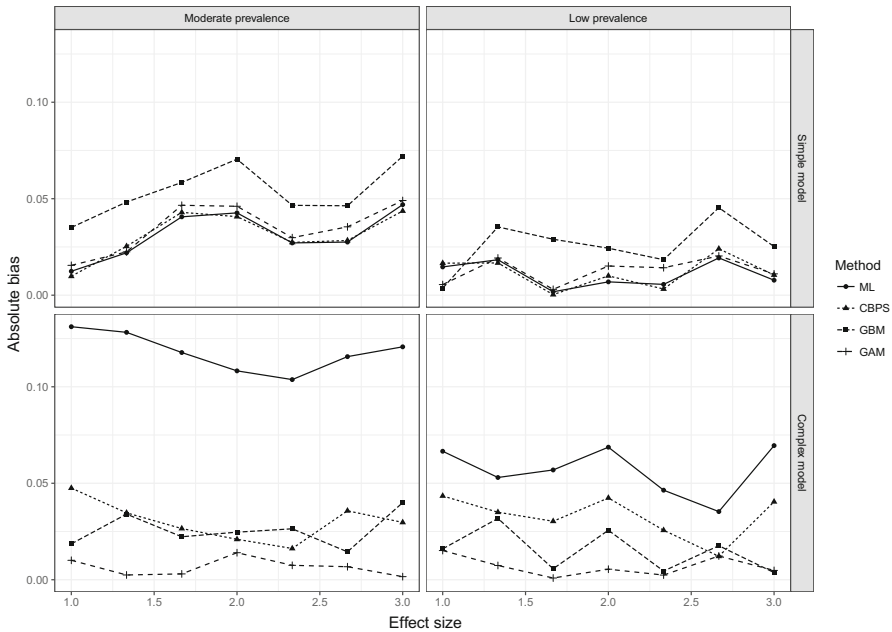 Moderate prevalence
Low prevalence
0.10
0.05
0.00
Simple model
0.10
0.05
0.00
Complex model
Absolute bias
1.0 1.5 2.0 2.5 3.0
1.0 1.5 2.0 2.5 3.0
Effect size
Method
ML
CBPS
GBM
GAM